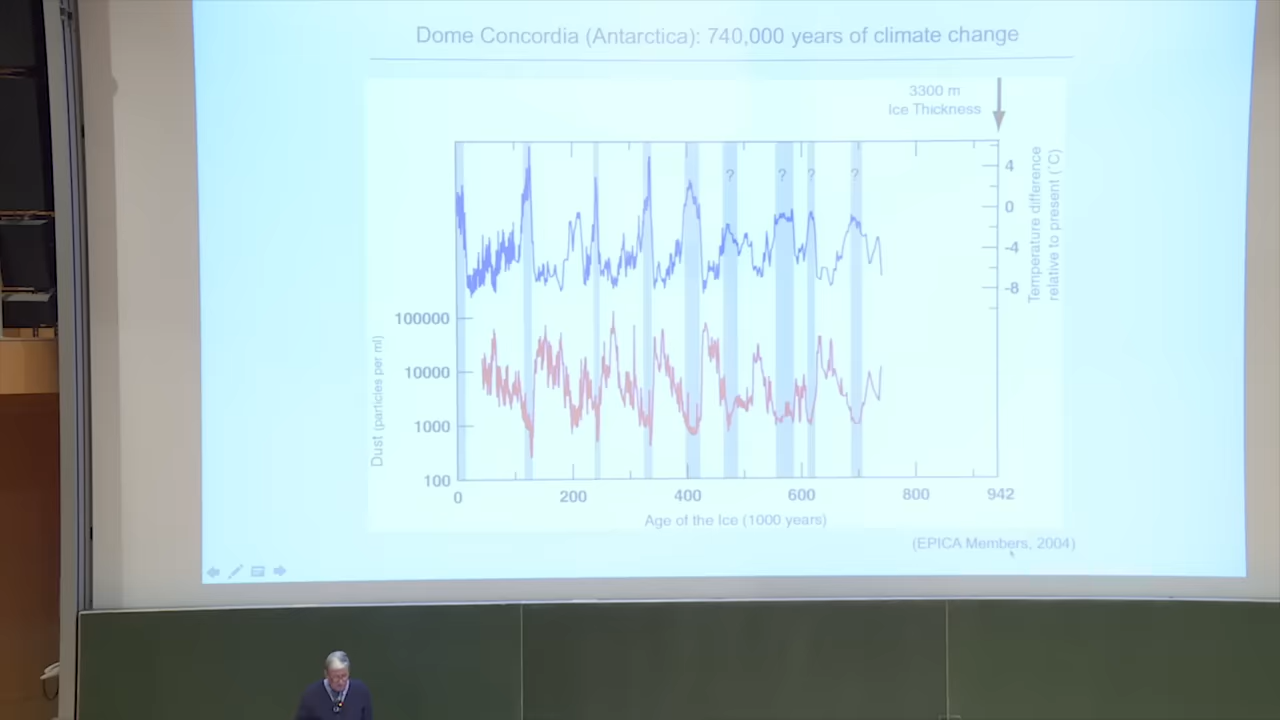 Dome Concordia (Antarctica): 740,000 years of climate change
3300 m
Ice Thickness
4
0
-4
-8
Temperature difference
relative to present (˚C)
? ? ? ?
100000
10000
1000
100
Dust (particles per ml)
0 200 400 600 800 942
Age of the Ice (1000 years)
(EPICA Members, 2004)